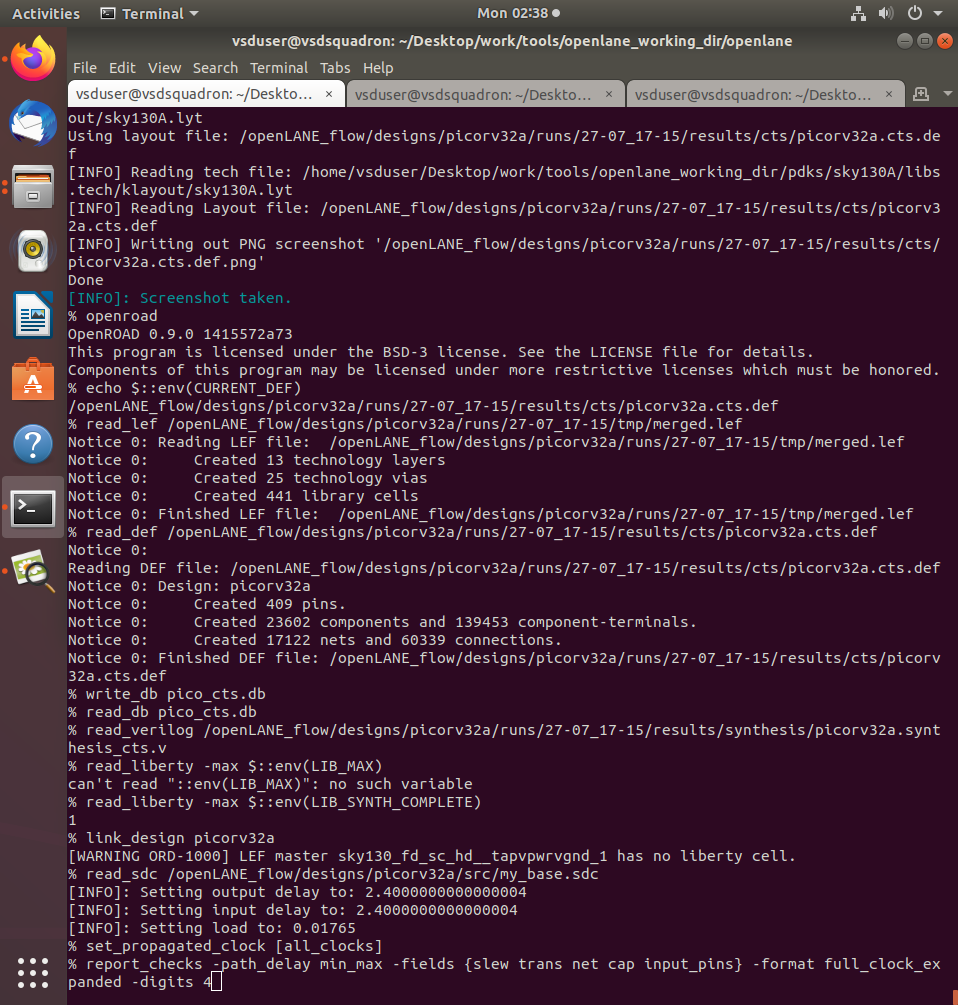 Activities
Terminal
Mon 02:38
vsduser@vsdsquadron: ~/Desktop/work/tools/openlane_working_dir/openlane
File Edit View Search Terminal Tabs Help
vsduser@vsdsquadron: ~/Deskto... × vsduser@vsdsquadron: ~/Deskto... × vsduser@vsdsquadron: ~/Deskto... ×
out/sky130A.lyt
Using layout file: /openLANE_flow/designs/picorv32a/runs/27-07_17-15/results/cts/picorv32a.cts.de
f
[INFO] Reading tech file: /home/vsduser/Desktop/work/tools/openlane_working_dir/pdks/sky130A/libs
.tech/klayout/sky130A.lyt
[INFO] Reading Layout file: /openLANE_flow/designs/picorv32a/runs/27-07_17-15/results/cts/picorv3
2a.cts.def
[INFO] Writing out PNG screenshot '/openLANE_flow/designs/picorv32a/runs/27-07_17-15/results/cts/
picorv32a.cts.def.png'
Done
[INFO]: Screenshot taken.
% openroad
OpenROAD 0.9.0 1415572a73
This program is licensed under the BSD-3 license. See the LICENSE file for details.
Components of this program may be licensed under more restrictive licenses which must be honored.
% echo $::env(CURRENT_DEF)
/openLANE_flow/designs/picorv32a/runs/27-07_17-15/results/cts/picorv32a.cts.def
% read_lef /openLANE_flow/designs/picorv32a/runs/27-07_17-15/tmp/merged.lef
Notice 0: Reading LEF file:  /openLANE_flow/designs/picorv32a/runs/27-07_17-15/tmp/merged.lef
Notice 0:     Created 13 technology layers
Notice 0:     Created 25 technology vias
Notice 0:     Created 441 library cells
Notice 0: Finished LEF file:  /openLANE_flow/designs/picorv32a/runs/27-07_17-15/tmp/merged.lef
% read_def /openLANE_flow/designs/picorv32a/runs/27-07_17-15/results/cts/picorv32a.cts.def
Notice 0:
Reading DEF file: /openLANE_flow/designs/picorv32a/runs/27-07_17-15/results/cts/picorv32a.cts.def
Notice 0: Design: picorv32a
Notice 0:     Created 409 pins.
Notice 0:     Created 23602 components and 139453 component-terminals.
Notice 0:     Created 17122 nets and 60339 connections.
Notice 0: Finished DEF file: /openLANE_flow/designs/picorv32a/runs/27-07_17-15/results/cts/picorv
32a.cts.def
% write_db pico_cts.db
% read_db pico_cts.db
% read_verilog /openLANE_flow/designs/picorv32a/runs/27-07_17-15/results/synthesis/picorv32a.synt
hesis_cts.v
% read_liberty -max $::env(LIB_MAX)
can't read "::env(LIB_MAX)": no such variable
% read_liberty -max $::env(LIB_SYNTH_COMPLETE)
1
% link_design picorv32a
[WARNING ORD-1000] LEF master sky130_fd_sc_hd__tapvpwrvgnd_1 has no liberty cell.
% read_sdc /openLANE_flow/designs/picorv32a/src/my_base.sdc
[INFO]: Setting output delay to: 2.4000000000000004
[INFO]: Setting input delay to: 2.4000000000000004
[INFO]: Setting load to: 0.01765
% set_propagated_clock [all_clocks]
% report_checks -path_delay min_max -fields {slew trans net cap input_pins} -format full_clock_ex
panded -digits 4